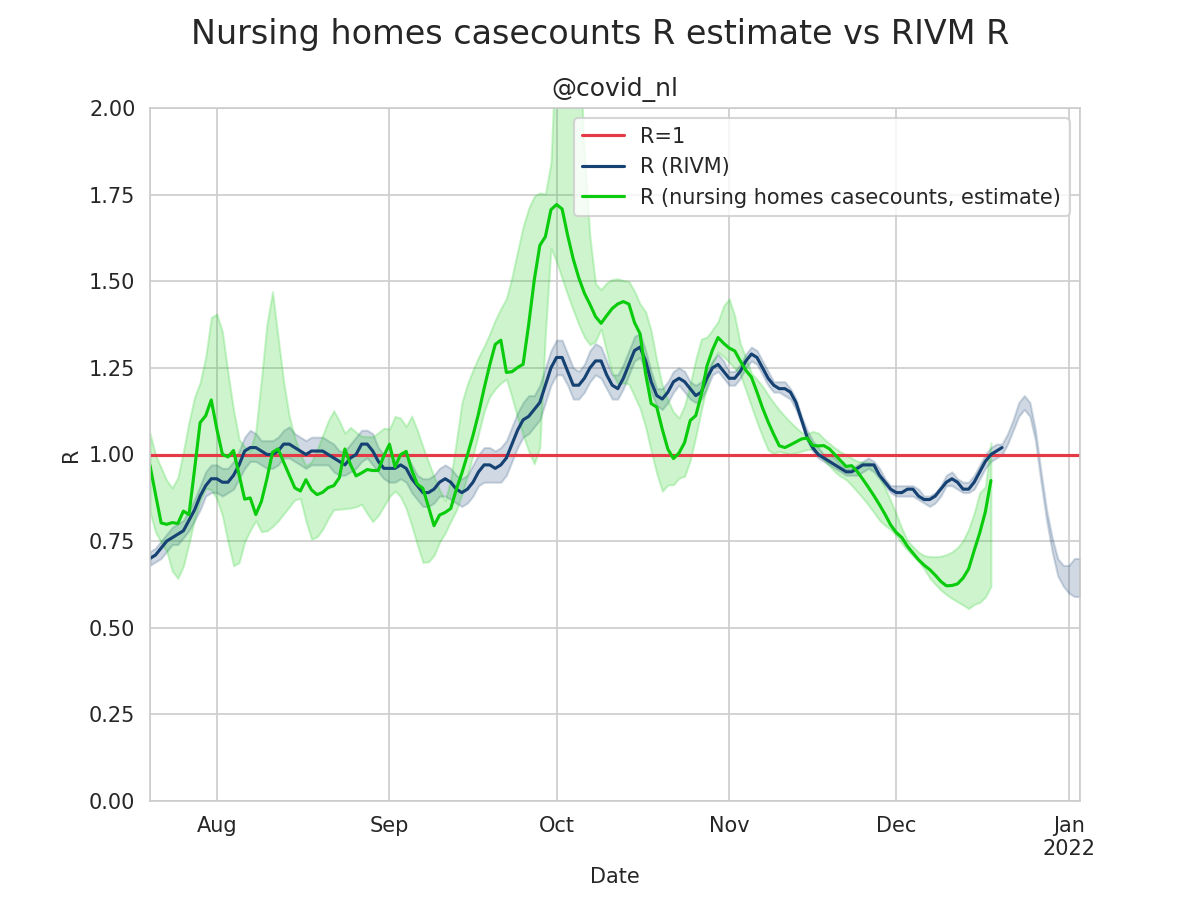 Nursing homes casecounts R estimate vs RIVM R
@covid_nl
R=1
R (RIVM)
R (nursing homes casecounts, estimate)
R
2.00
1.75
1.50
1.25
1.00
0.75
0.50
0.25
0.00
Aug
Sep
Oct
Nov
Dec
Jan
2022
Date